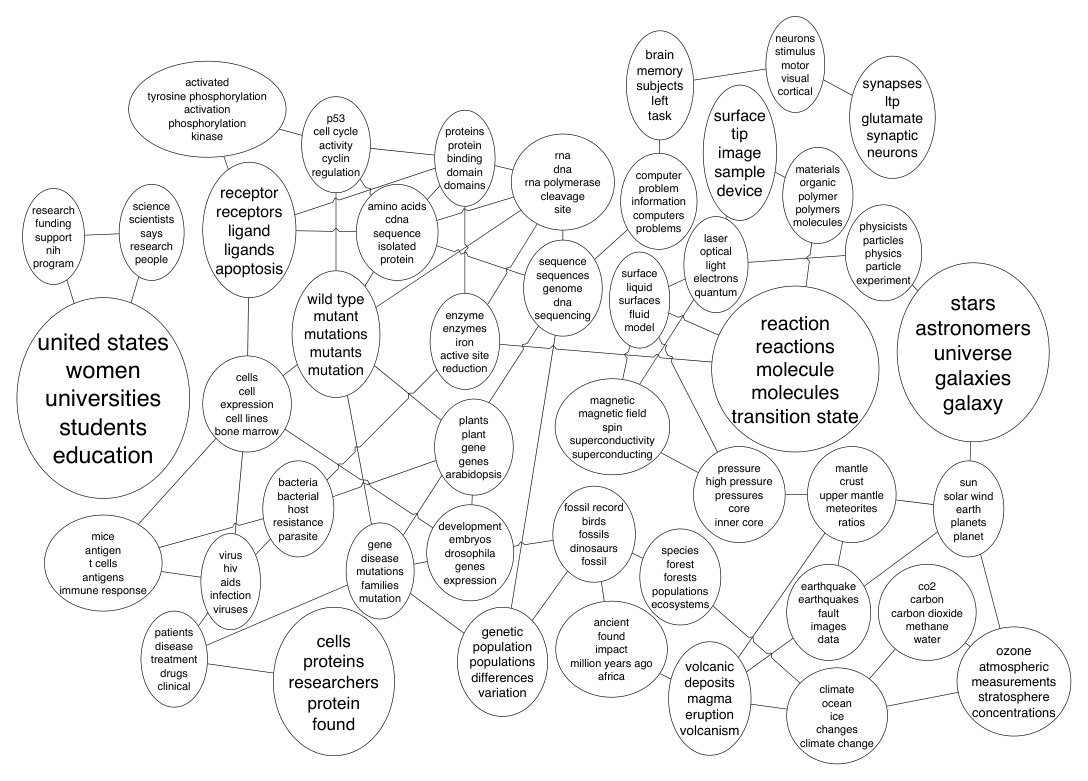 neurons
stimulus
motor
visual
cortical
brain
memory
subjects
left
task
synapses
ltp
glutamate
synaptic
neurons
activated
tyrosine phosphorylation
activation
phosphorylation
kinase
p53
cell cycle
activity
cyclin
regulation
proteins
protein
binding
domain
domains
rna
dna
rna polymerase
cleavage
site
surface
tip
image
sample
device
computer
problem
information
computers
problems
materials
organic
polymer
polymers
molecules
research
funding
support
nih
program
science
scientists
says
research
people
receptor
receptors
ligand
ligands
apoptosis
amino acids
cdna
sequence
isolated
protein
sequence
sequences
genome
dna
sequencing
surface
liquid
surfaces
fluid
model
laser
optical
light
electrons
quantum
physicists
particles
physics
particle
experiment
united states
women
universities
students
education
wild type
mutant
mutations
mutants
mutation
enzyme
enzymes
iron
active site
reduction
reaction
reactions
molecule
molecules
transition state
stars
astronomers
universe
galaxies
galaxy
cells
cell
expression
cell lines
bone marrow
plants
plant
gene
genes
arabidopsis
magnetic
magnetic field
spin
superconductivity
superconducting
bacteria
bacterial
host
resistance
parasite
pressure
high pressure
pressures
core
inner core
mantle
crust
upper mantle
meteorites
ratios
sun
solar wind
earth
planets
planet
mice
antigen
t cells
antigens
immune response
virus
hiv
aids
infection
viruses
gene
disease
mutations
families
mutation
development
embryos
drosophila
genes
expression
fossil record
birds
fossils
dinosaurs
fossil
species
forest
forests
populations
ecosystems
earthquake
earthquakes
fault
images
data
co2
carbon
carbon dioxide
methane
water
patients
disease
treatment
drugs
clinical
cells
proteins
researchers
protein
found
genetic
population
populations
differences
variation
ancient
found
impact
million years ago
africa
volcanic
deposits
magma
eruption
volcanism
climate
ocean
ice
changes
climate change
ozone
atmospheric
measurements
stratosphere
concentrations